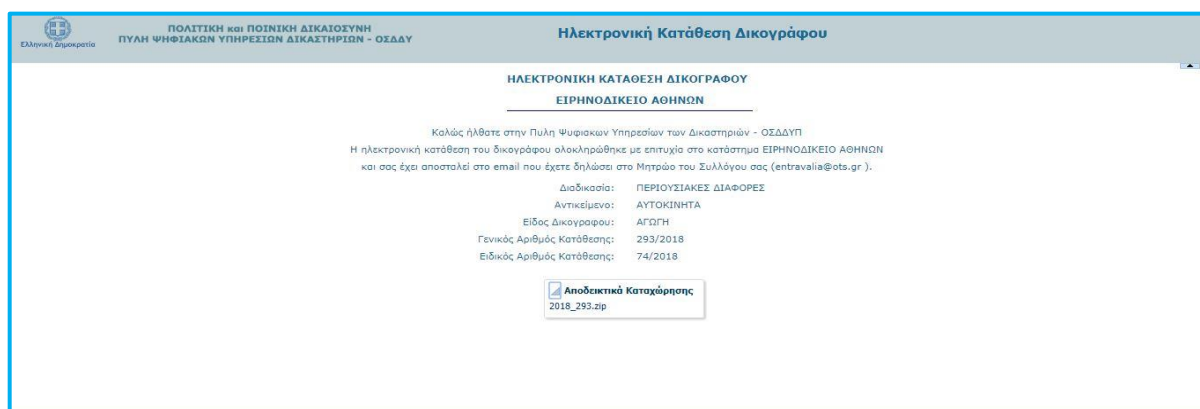 Ελληνική Δημοκρατία
ΠΟΛΙΤΙΚΗ και ΠΟΙΝΙΚΗ ΔΙΚΑΙΟΣΥΝΗ
ΠΥΛΗ ΨΗΦΙΑΚΩΝ ΥΠΗΡΕΣΙΩΝ ΔΙΚΑΣΤΗΡΙΩΝ - ΟΣΔΔΥ
Ηλεκτρονική Κατάθεση Δικογράφου
ΗΛΕΚΤΡΟΝΙΚΗ ΚΑΤΑΘΕΣΗ ΔΙΚΟΓΡΑΦΟΥ
ΕΙΡΗΝΟΔΙΚΕΙΟ ΑΘΗΝΩΝ
Καλώς ήλθατε στην Πυλη Ψυφιακων Υπηρεσίων των Δικαστηριών - ΟΣΔΔΥΠ
Η ηλεκτρονική κατάθεση του δικογράφου ολοκληρώθηκε με επιτυχία στο κατάστημα ΕΙΡΗΝΟΔΙΚΕΙΟ ΑΘΗΝΩΝ
και σας έχει αποσταλεί στο email που έχετε δηλώσει στο Μητρώο του Συλλόγου σας (entravalia@ots.gr ).
Διαδικασία: ΠΕΡΙΟΥΣΙΑΚΕΣ ΔΙΑΦΟΡΕΣ
Αντικείμενο: ΑΥΤΟΚΙΝΗΤΑ
Είδος Δικογραφου: ΑΓΩΓΗ
Γενικός Αριθμός Κατάθεσης: 293/2018
Ειδικός Αριθμός Κατάθεσης: 74/2018
Αποδεικτικά Καταχώρησης
2018_293.zip